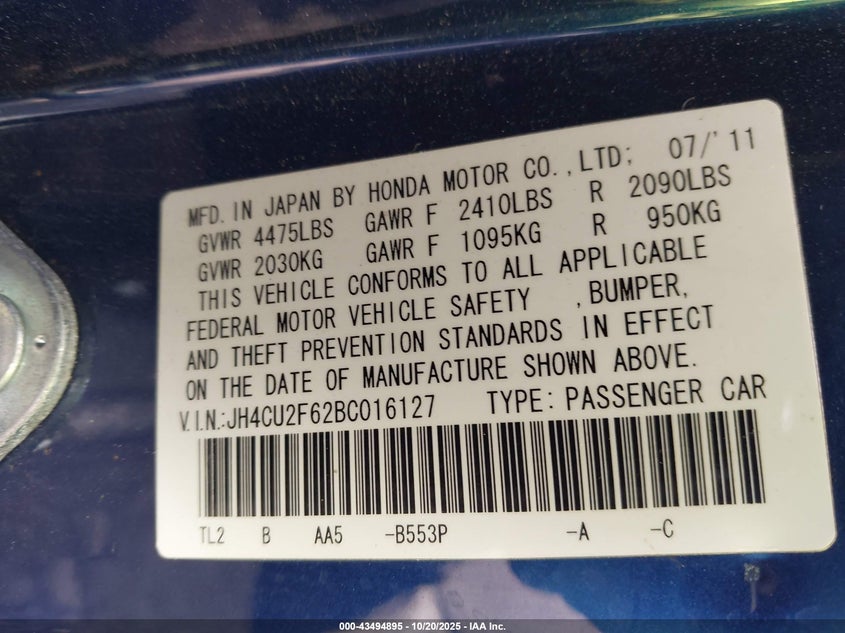 MFD. IN JAPAN BY HONDA MOTOR CO., LTD; 07/'11
GVWR 4475LBS GAWR F 2410LBS R 2090LBS
GVWR 2030KG GAWR F 1095KG R 950KG
THIS VEHICLE CONFORMS TO ALL APPLICABLE
FEDERAL MOTOR VEHICLE SAFETY , BUMPER,
AND THEFT PREVENTION STANDARDS IN EFFECT
ON THE DATE OF MANUFACTURE SHOWN ABOVE.
V.I.N.:JH4CU2F62BC016127 TYPE: PASSENGER CAR
TL2 B AA5 -B553P -A -C
000-43494895 - 10/20/2025 - IAA Inc.